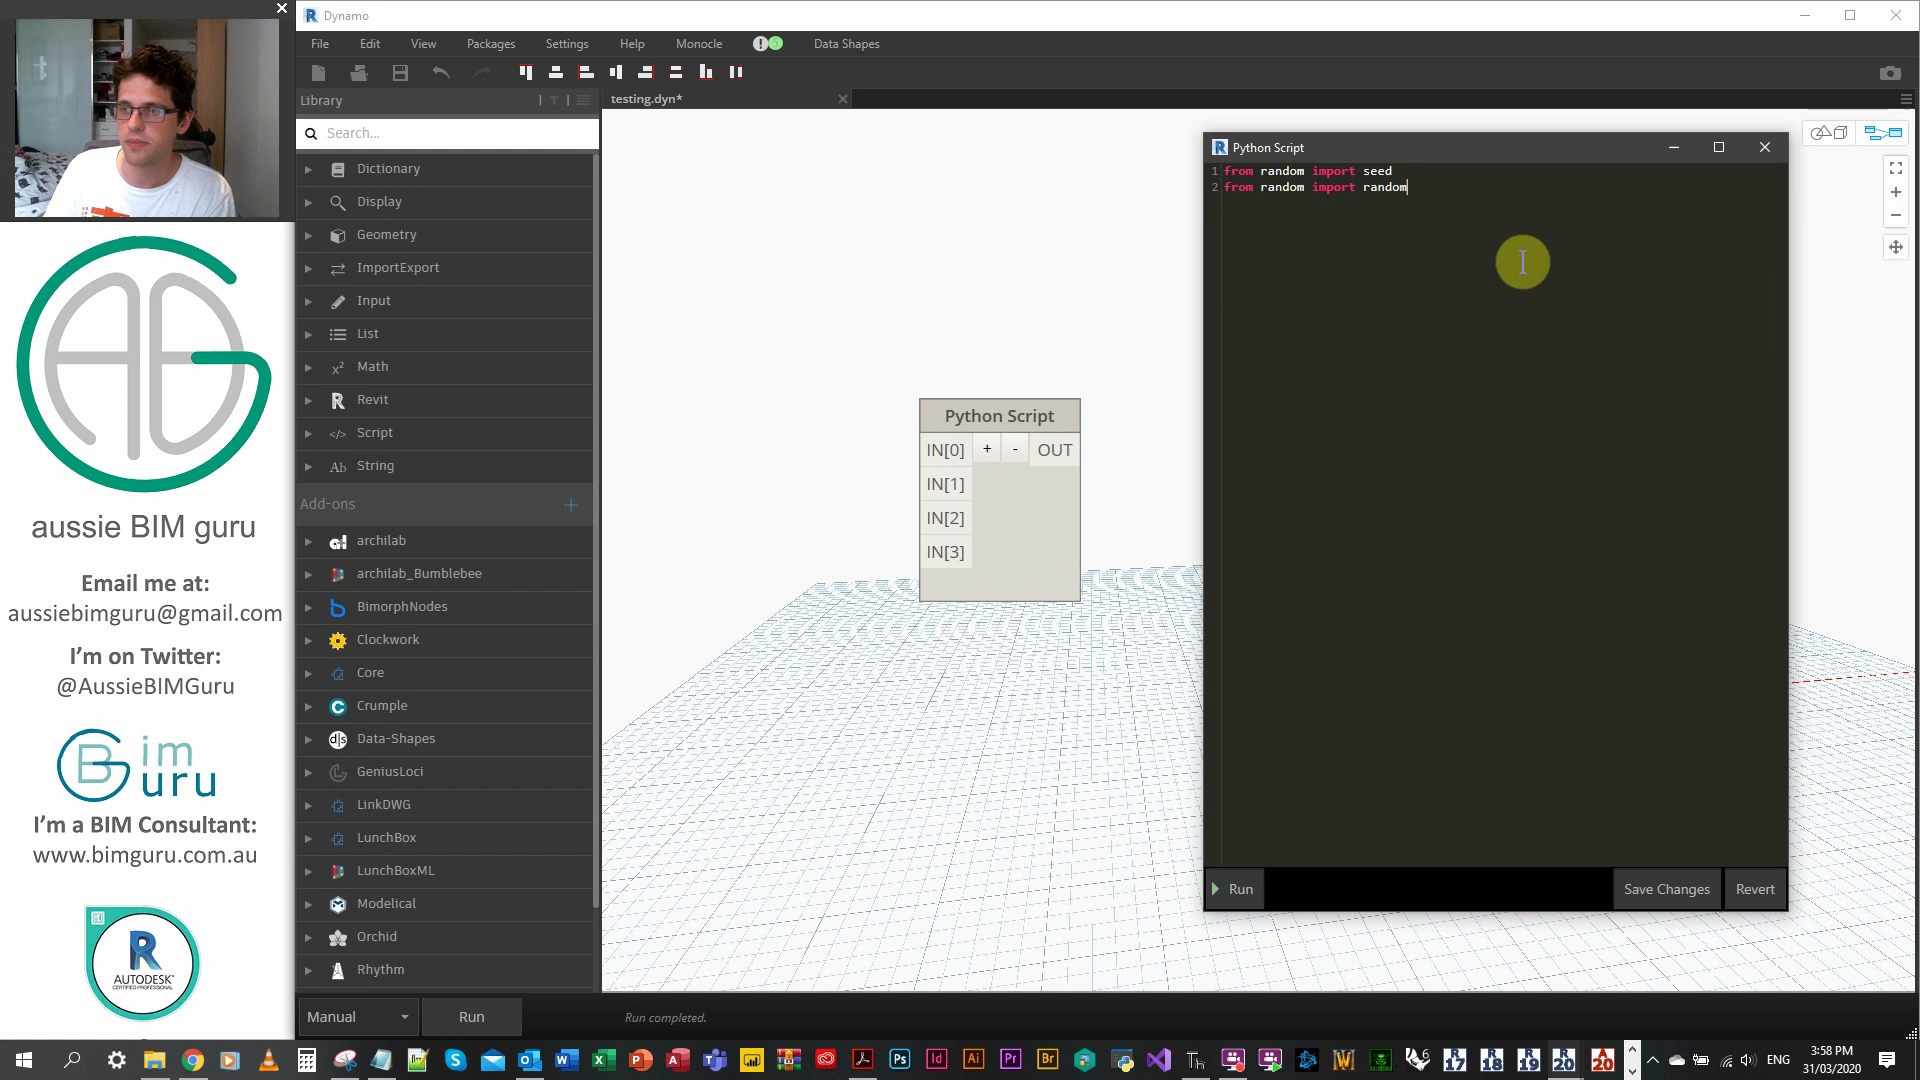 Dynamo
File Edit View Packages Settings Help Monocle Data Shapes
Library
testing.dyn*
Search...
Dictionary
Display
Geometry
ImportExport
Input
List
Math
Revit
Script
String
Add-ons
archilab
archilab_Bumblebee
BimorphNodes
Clockwork
Core
Crumple
Data-Shapes
GeniusLoci
LinkDWG
LunchBox
LunchBoxML
Modelical
Orchid
Rhythm
Manual
Run
Run completed.
Python Script
IN[0] + - OUT
IN[1]
IN[2]
IN[3]
Python Script
1 from random import seed
2 from random import random
Run
Save Changes
Revert
aussie BIM guru
Email me at:
aussiebimguru@gmail.com
I'm on Twitter:
@AussieBIMGuru
im
uru
I'm a BIM Consultant:
www.bimguru.com.au
AUTODESK
CERTIFIED PROFESSIONAL
ENG
3:58 PM
31/03/2020